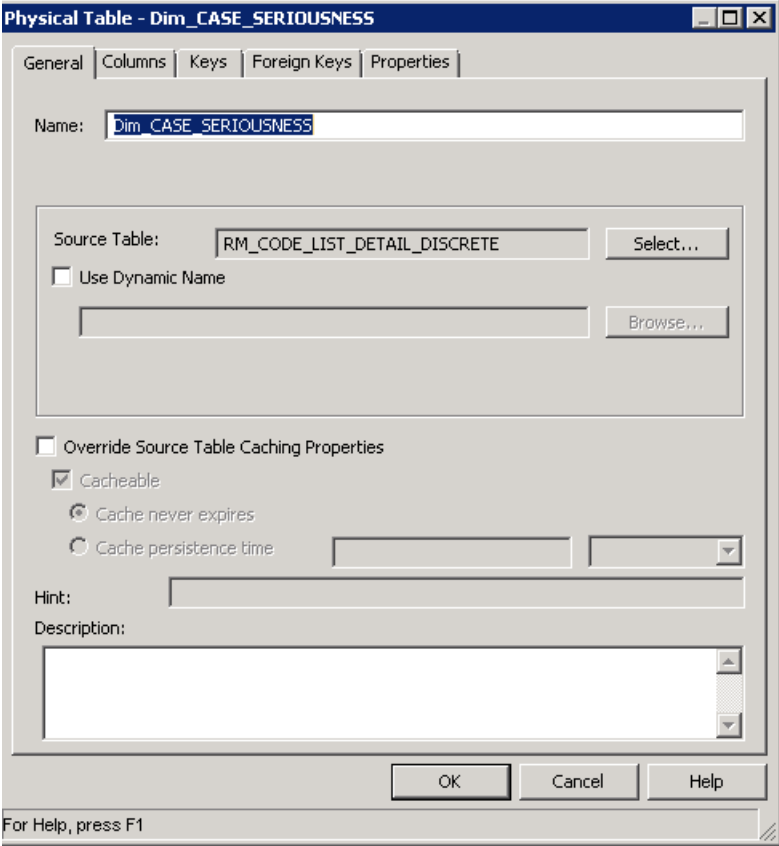 Physical Table - Dim_CASE_SERIOUSNESS
General Columns Keys Foreign Keys Properties
Name: Dim_CASE_SERIOUSNESS
Source Table: RM_CODE_LIST_DETAIL_DISCRETE Select...
Use Dynamic Name
Browse...
Override Source Table Caching Properties
Cacheable
Cache never expires
Cache persistence time
Hint:
Description:
OK Cancel Help
For Help, press F1